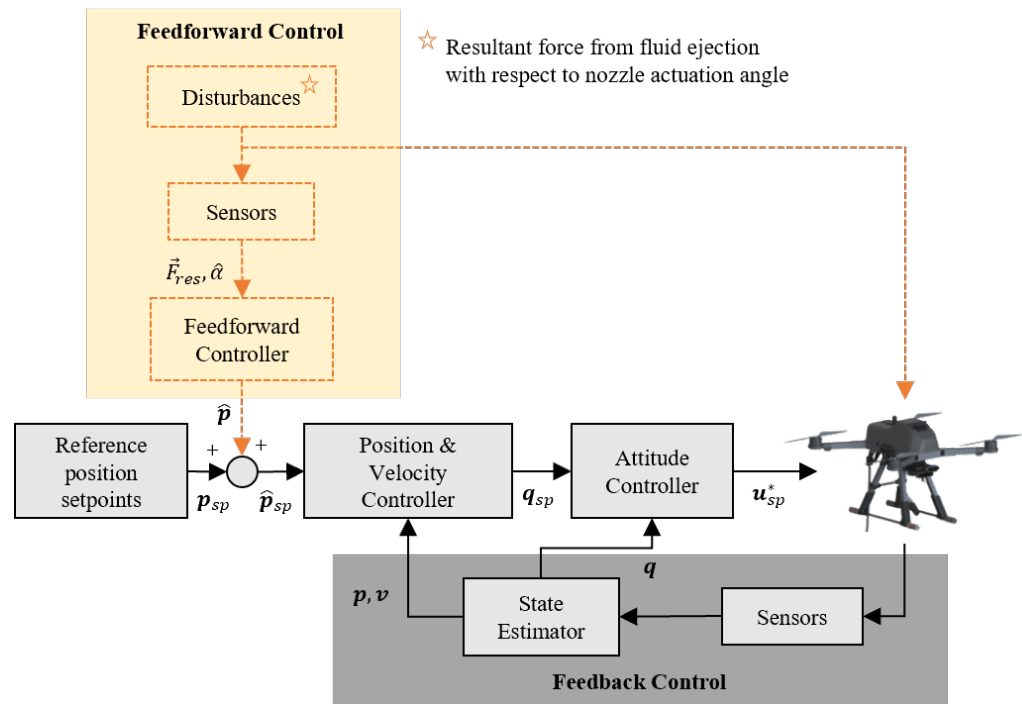 Feedforward Control
☆ Resultant force from fluid ejection
with respect to nozzle actuation angle
Disturbances☆
Sensors
F⃗_res, α̂
Feedforward
Controller
p̂
Reference
position
setpoints
+
+
p_sp
p̂_sp
Position &
Velocity
Controller
q_sp
Attitude
Controller
u*_sp
p, v
q
State
Estimator
Sensors
Feedback Control